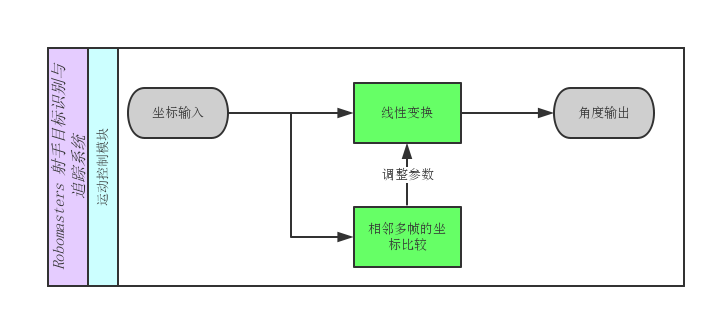 Robomasters 射手目标识别与
追踪系统
运动控制模块
坐标输入
线性变换
角度输出
调整参数
相邻多帧的坐
标比较